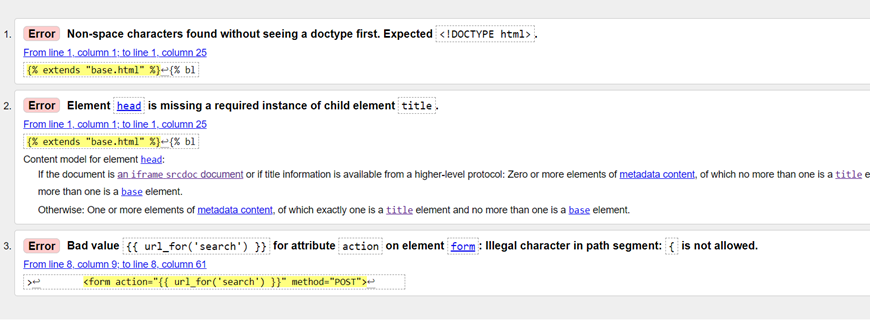 1. Error Non-space characters found without seeing a doctype first. Expected <!DOCTYPE html>.
From line 1, column 1; to line 1, column 25
{% extends "base.html" %}↩{% bl
2. Error Element head is missing a required instance of child element title.
From line 1, column 1; to line 1, column 25
{% extends "base.html" %}↩{% bl
Content model for element head:
If the document is an iframe srcdoc document or if title information is available from a higher-level protocol: Zero or more elements of metadata content, of which no more than one is a title e
more than one is a base element.
Otherwise: One or more elements of metadata content, of which exactly one is a title element and no more than one is a base element.
3. Error Bad value {{ url_for('search') }} for attribute action on element form: Illegal character in path segment: { is not allowed.
From line 8, column 9; to line 8, column 61
>↩ <form action="{{ url_for('search') }}" method="POST">↩